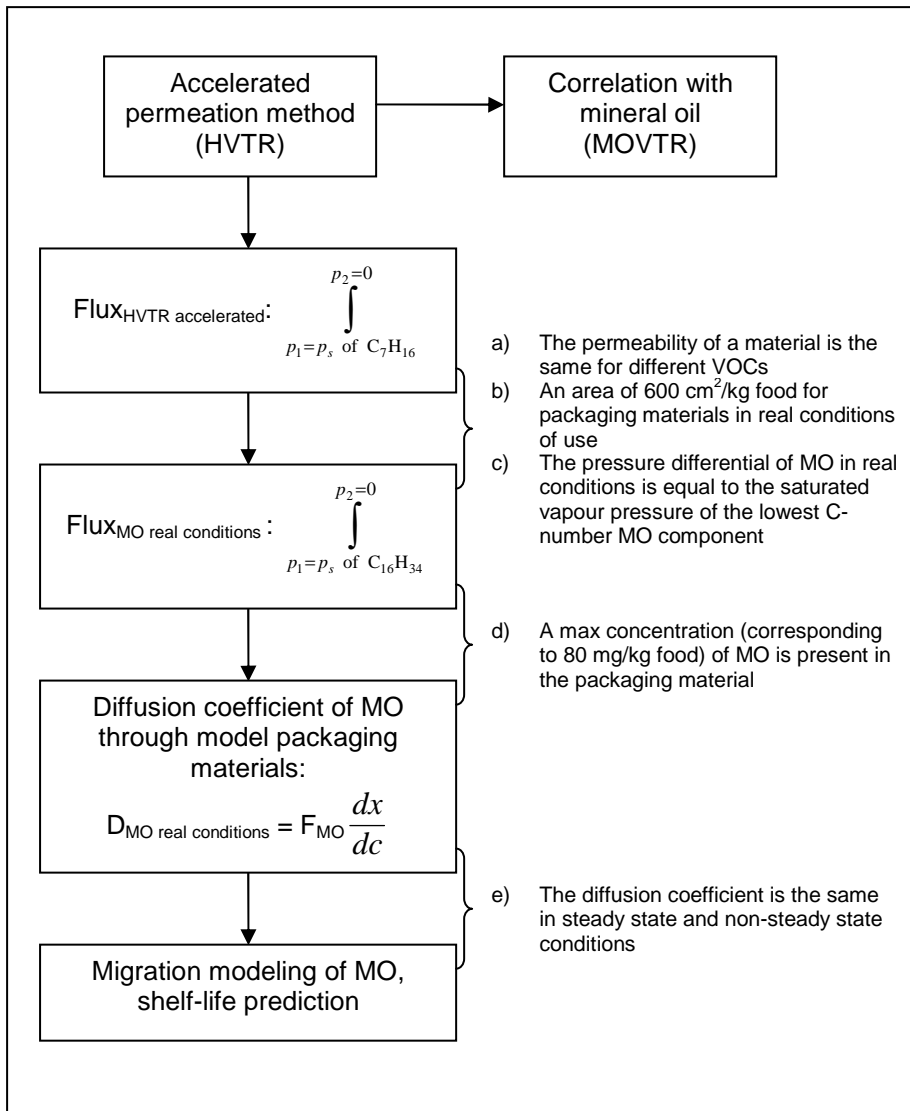 Accelerated
permeation method
(HVTR)
Correlation with
mineral oil
(MOVTR)
Flux_HVTR accelerated: ∫_{p₁=pₛ of C₇H₁₆}^{p₂=0}
a) The permeability of a material is the
same for different VOCs
b) An area of 600 cm²/kg food for
packaging materials in real conditions
of use
c) The pressure differential of MO in real
conditions is equal to the saturated
vapour pressure of the lowest C-
number MO component
Flux_MO real conditions : ∫_{p₁=pₛ of C₁₆H₃₄}^{p₂=0}
d) A max concentration (corresponding
to 80 mg/kg food) of MO is present in
the packaging material
Diffusion coefficient of MO
through model packaging
materials:
D_MO real conditions = F_MO dx/dc
e) The diffusion coefficient is the same
in steady state and non-steady state
conditions
Migration modeling of MO,
shelf-life prediction